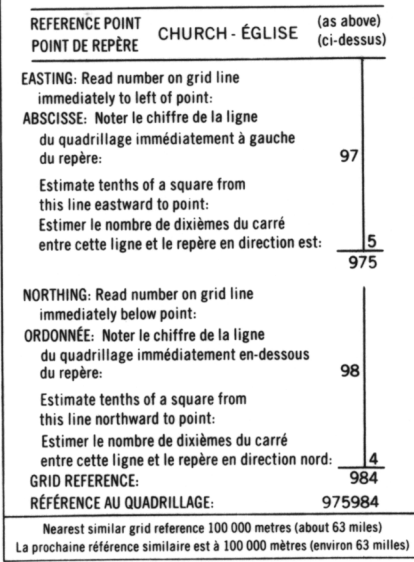 REFERENCE POINT CHURCH - ÉGLISE (as above)
POINT DE REPÈRE (ci-dessus)
EASTING: Read number on grid line
immediately to left of point:
ABSCISSE: Noter le chiffre de la ligne
du quadrillage immédiatement à gauche
du repère: 97
Estimate tenths of a square from
this line eastward to point:
Estimer le nombre de dixièmes du carré
entre cette ligne et le repère en direction est: 5
975
NORTHING: Read number on grid line
immediately below point:
ORDONNÉE: Noter le chiffre de la ligne
du quadrillage immédiatement en-dessous
du repère: 98
Estimate tenths of a square from
this line northward to point:
Estimer le nombre de dixièmes du carré
entre cette ligne et le repère en direction nord: 4
GRID REFERENCE: 984
RÉFÉRENCE AU QUADRILLAGE: 975984
Nearest similar grid reference 100 000 metres (about 63 miles)
La prochaine référence similaire est à 100 000 mètres (environ 63 milles)